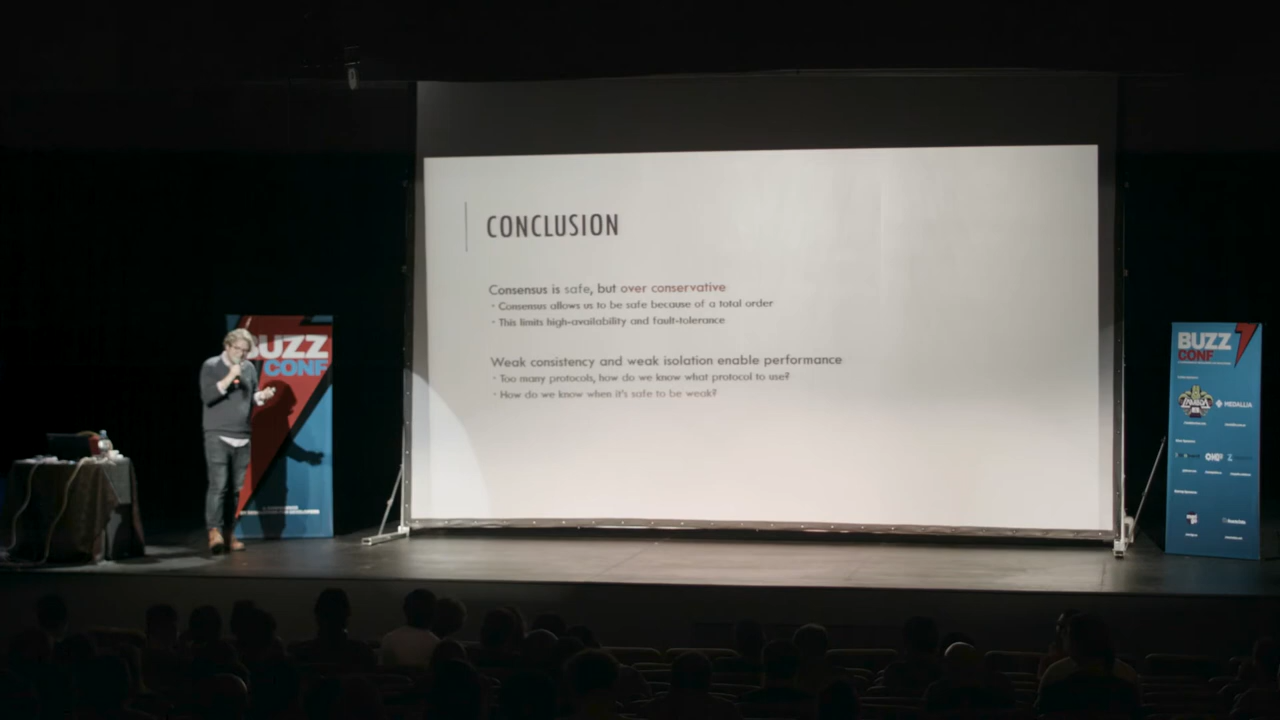 CONCLUSION
Consensus is safe, but over conservative
• Consensus allows us to be safe because of a total order
• This limits high-availability and fault-tolerance
Weak consistency and weak isolation enable performance
• Too many protocols, how do we know what protocol to use?
• How do we know when it's safe to be weak?
BUZZ
CONF
BUZZ
CONF
MEDALLIA